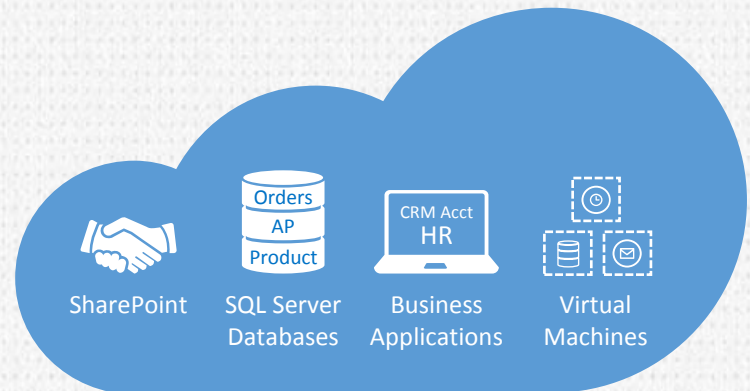 Orders
AP
Product
CRM Acct
HR
SharePoint
SQL Server
Databases
Business
Applications
Virtual
Machines